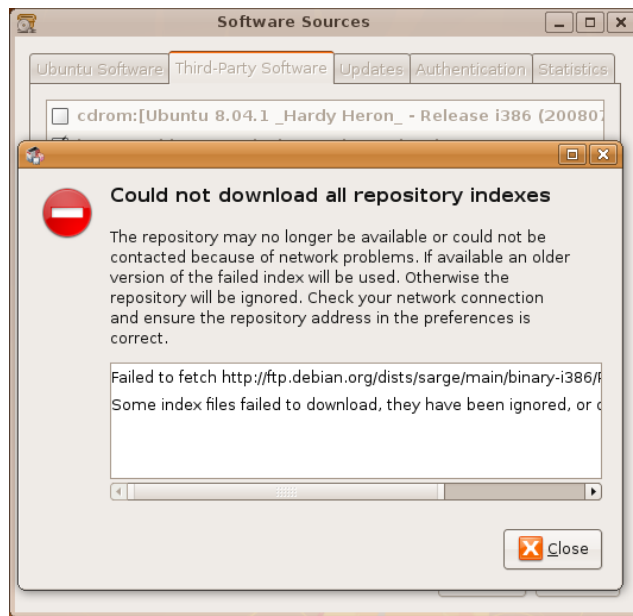 Software Sources
Ubuntu Software Third-Party Software Updates Authentication Statistics
cdrom:[Ubuntu 8.04.1 _Hardy Heron_ - Release i386 (20080
Could not download all repository indexes
The repository may no longer be available or could not be
contacted because of network problems. If available an older
version of the failed index will be used. Otherwise the
repository will be ignored. Check your network connection
and ensure the repository address in the preferences is
correct.
Failed to fetch http://ftp.debian.org/dists/sarge/main/binary-i386/
Some index files failed to download, they have been ignored, or
Close